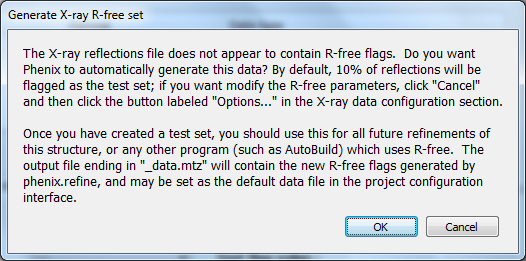 Generate X-ray R-free set
The X-ray reflections file does not appear to contain R-free flags.  Do you want
Phenix to automatically generate this data? By default, 10% of reflections will be
flagged as the test set; if you want modify the R-free parameters, click "Cancel"
and then click the button labeled "Options..." in the X-ray data configuration section.
Once you have created a test set, you should use this for all future refinements of
this structure, or any other program (such as AutoBuild) which uses R-free.  The
output file ending in "_data.mtz" will contain the new R-free flags generated by
phenix.refine, and may be set as the default data file in the project configuration
interface.
OK
Cancel